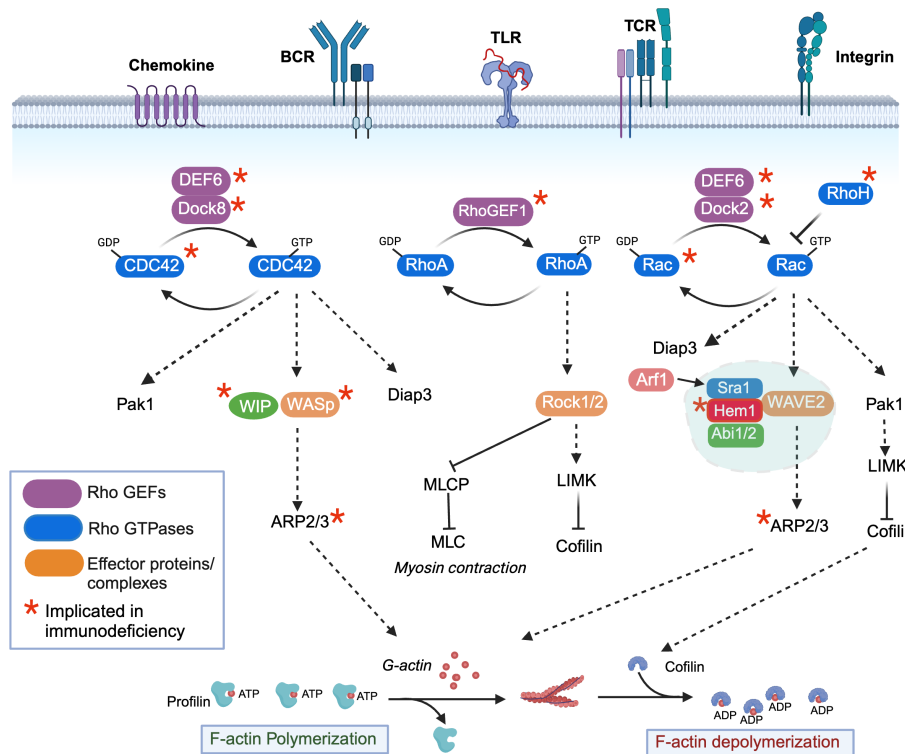 Chemokine
BCR
TLR
TCR
Integrin
DEF6 *
Dock8 *
GDP
CDC42 *
GTP
CDC42
RhoGEF1 *
GDP
RhoA
GTP
RhoA
DEF6 *
Dock2 *
RhoH *
GDP
Rac *
GTP
Rac
Pak1
* WIP
WASp *
Diap3
Rock1/2
Diap3
Arf1
Sra1
* Hem1
Abi1/2
WAVE2
Pak1
ARP2/3 *
MLCP
MLC
Myosin contraction
LIMK
Cofilin
* ARP2/3
LIMK
Cofili
Rho GEFs
Rho GTPases
Effector proteins/
complexes
* Implicated in
immunodeficiency
G-actin
Cofilin
Profilin
ATP
ATP
ATP
ADP
ADP
ADP
ADP
F-actin Polymerization
F-actin depolymerization